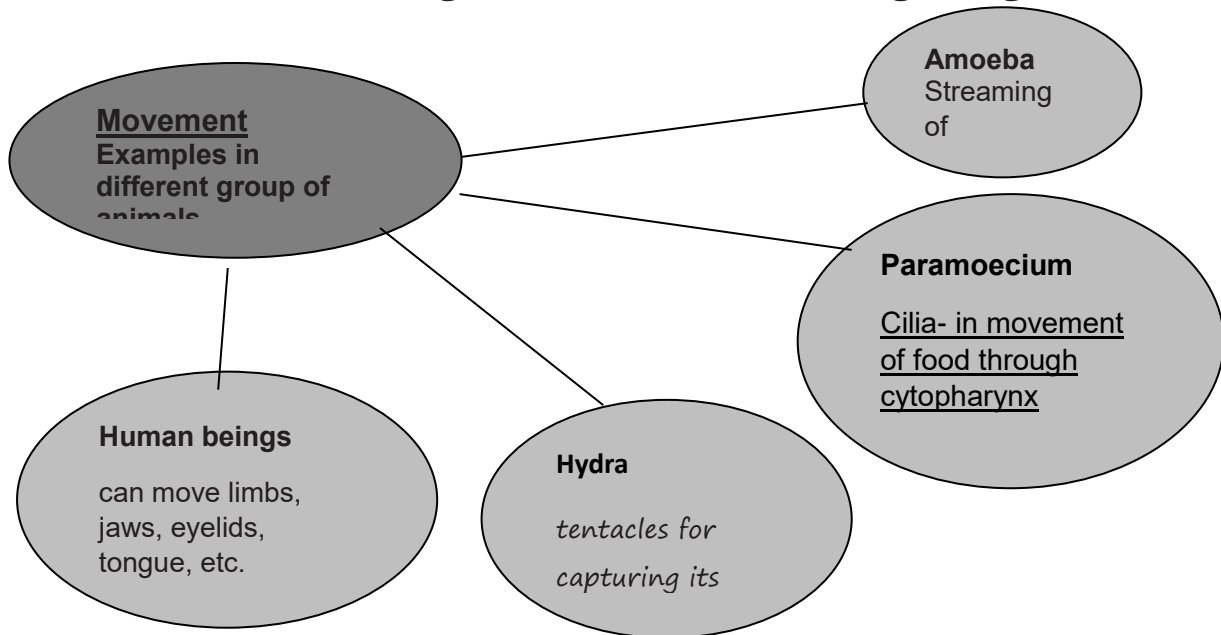 Movement
Examples in
different group of
animals
Amoeba
Streaming
of
Paramoecium
Cilia- in movement
of food through
cytopharynx
Human beings
can move limbs,
jaws, eyelids,
tongue, etc.
Hydra
tentacles for
capturing its